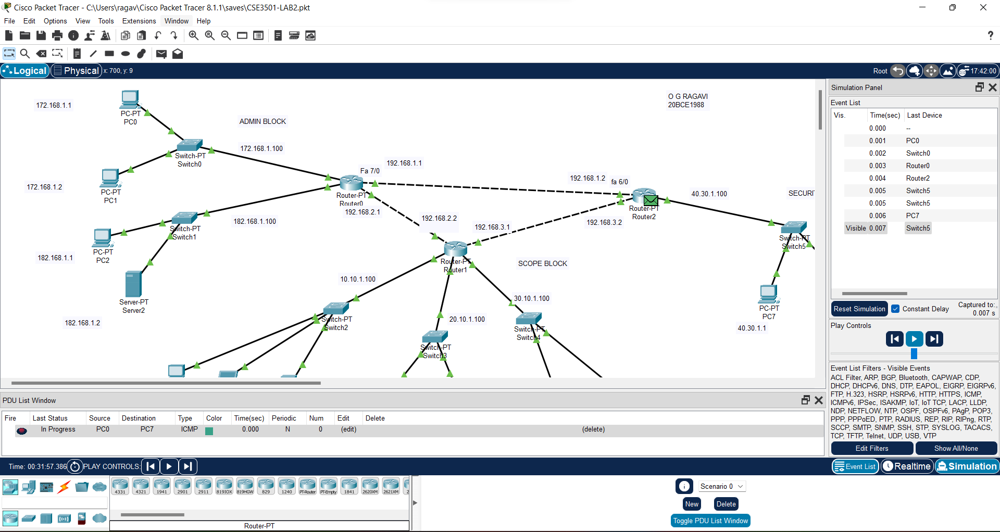 Cisco Packet Tracer - C:\Users\ragav\Cisco Packet Tracer 8.1.1\saves\CSE3501-LAB2.pkt
File Edit Options View Tools Extensions Window Help
?
Logical Physical x: 700, y: 9
Root 17:42:00
172.168.1.1
PC-PT
PC0
ADMIN BLOCK
O G RAGAVI
20BCE1988
172.168.1.100
Switch-PT
Switch0
192.168.1.1
Fa 7/0
172.168.1.2
PC-PT
PC1
Router-PT
Router0
192.168.1.2
fa 6/0
40.30.1.100
SECURIT
192.168.2.1
Router-PT
Router2
192.168.2.2
182.168.1.100
192.168.3.1
192.168.3.2
Switch-PT
Switch1
Switch-PT
Switch5
PC-PT
PC2
182.168.1.1
Router-PT
Router1
SCOPE BLOCK
10.10.1.100
30.10.1.100
Server-PT
Server2
182.168.1.2
Switch-PT
Switch2
20.10.1.100
Switch-PT
Switch4
PC-PT
PC7
40.30.1.1
Switch-PT
Switch3
Simulation Panel
Event List
Vis. Time(sec) Last Device
0.000 --
0.001 PC0
0.002 Switch0
0.003 Router0
0.004 Router2
0.005 Switch5
0.005 Switch5
0.006 PC7
Visible 0.007 Switch5
Reset Simulation Constant Delay Captured to:
0.007 s
Play Controls
Event List Filters - Visible Events
ACL Filter, ARP, BGP, Bluetooth, CAPWAP, CDP,
DHCP, DHCPv6, DNS, DTP, EAPOL, EIGRP, EIGRPv6,
FTP, H.323, HSRP, HSRPv6, HTTP, HTTPS, ICMP,
ICMPv6, IPSec, ISAKMP, IoT, IoT TCP, LACP, LLDP,
NDP, NETFLOW, NTP, OSPF, OSPFv6, PAgP, POP3,
PPP, PPPoED, PTP, RADIUS, REP, RIP, RIPng, RTP,
SCCP, SMTP, SNMP, SSH, STP, SYSLOG, TACACS,
TCP, TFTP, Telnet, UDP, USB, VTP
Edit Filters Show All/None
PDU List Window
Fire Last Status Source Destination Type Color Time(sec) Periodic Num Edit Delete
In Progress PC0 PC7 ICMP 0.000 N 0 (edit) (delete)
Time: 00:31:57.386 PLAY CONTROLS:
Event List Realtime Simulation
4331 4321 1941 2901 2911 819IOX 819HGW 829 1240 PT-Router PT-Empty 1841 2620XM 2621XM 2
Router-PT
Scenario 0
New Delete
Toggle PDU List Window